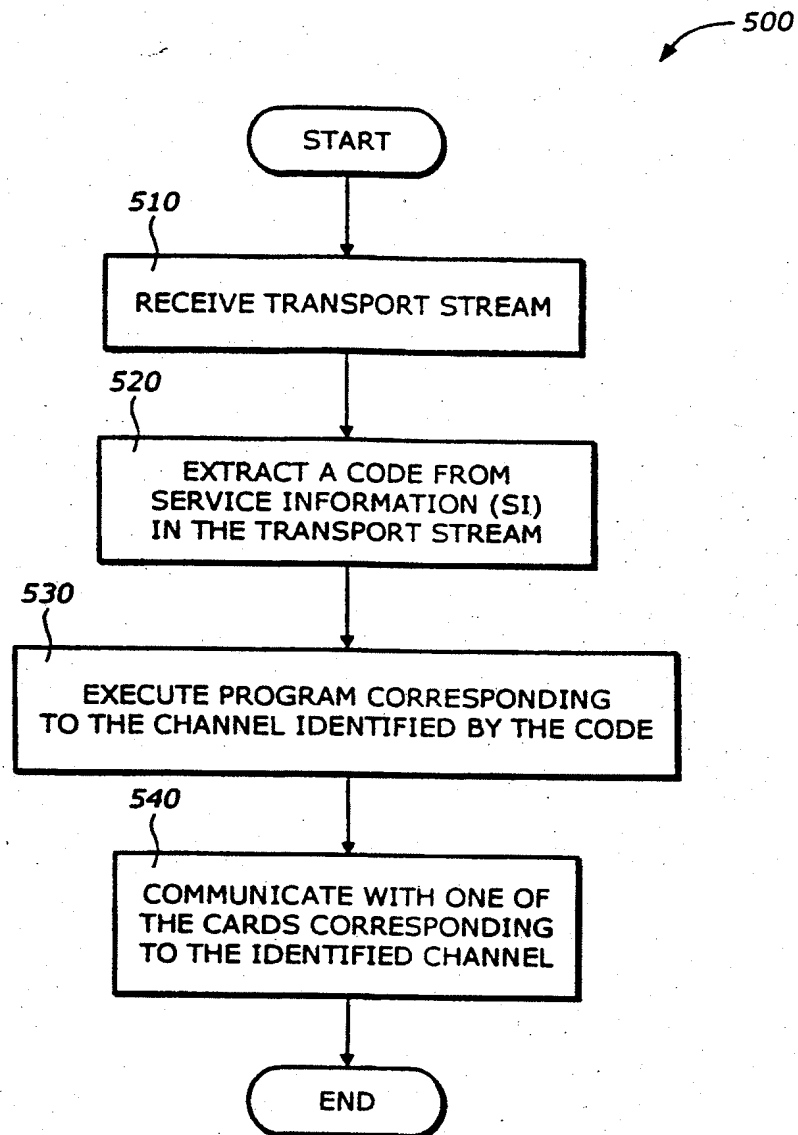 500
START
510
RECEIVE TRANSPORT STREAM
520
EXTRACT A CODE FROM
SERVICE INFORMATION (SI)
IN THE TRANSPORT STREAM
530
EXECUTE PROGRAM CORRESPONDING
TO THE CHANNEL IDENTIFIED BY THE CODE
540
COMMUNICATE WITH ONE OF
THE CARDS CORRESPONDING
TO THE IDENTIFIED CHANNEL
END